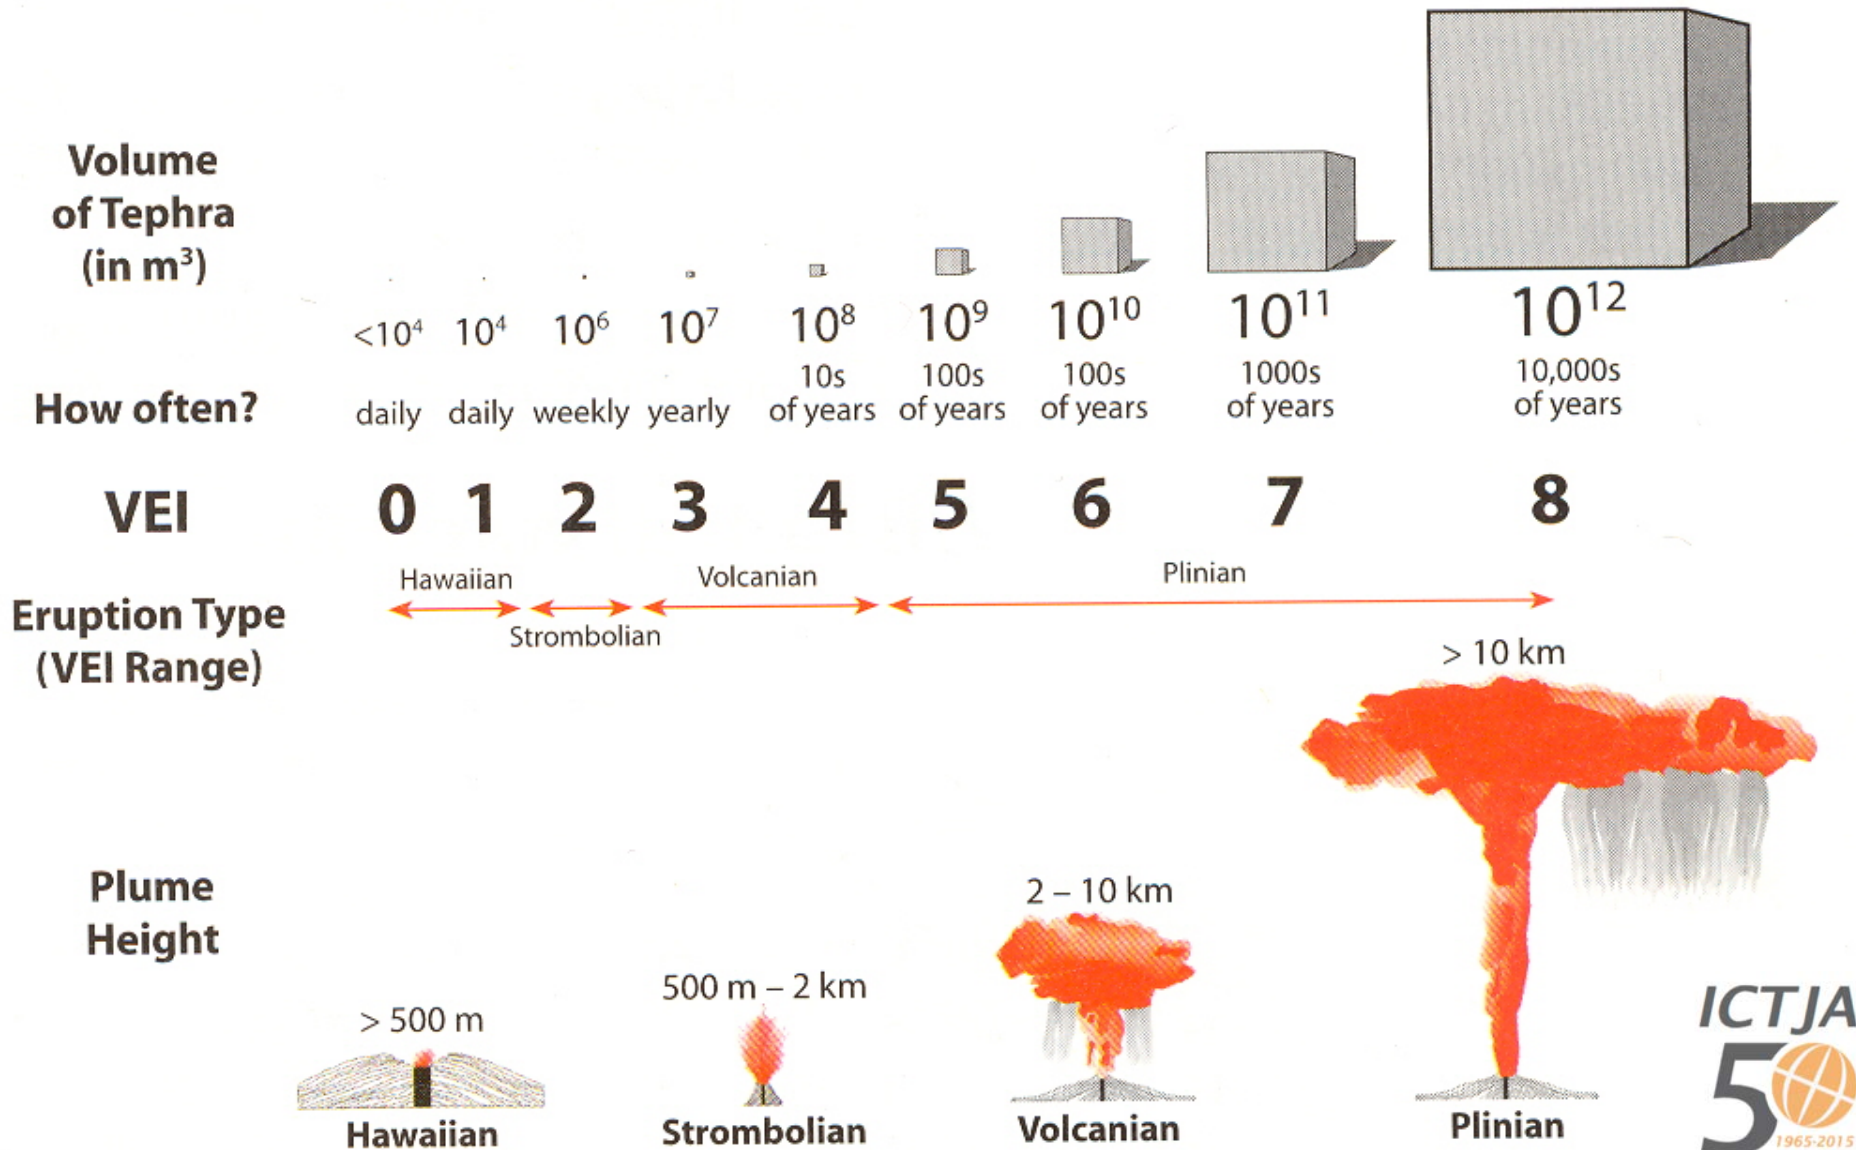 Volume
of Tephra
(in m³)
<10⁴ 10⁴ 10⁶ 10⁷ 10⁸ 10⁹ 10¹⁰ 10¹¹ 10¹²
How often?
daily daily weekly yearly 10s of years 100s of years 100s of years 1000s of years 10,000s of years
VEI 0 1 2 3 4 5 6 7 8
Eruption Type
(VEI Range)
Hawaiian Volcanian Plinian
Strombolian
Plume
Height
> 500 m
500 m – 2 km
2 – 10 km
> 10 km
Hawaiian Strombolian Volcanian Plinian
ICTJA
50
1965-2015